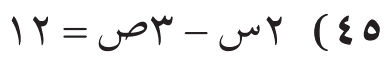 ٤٥) ٢س − ٣ص = ١٢